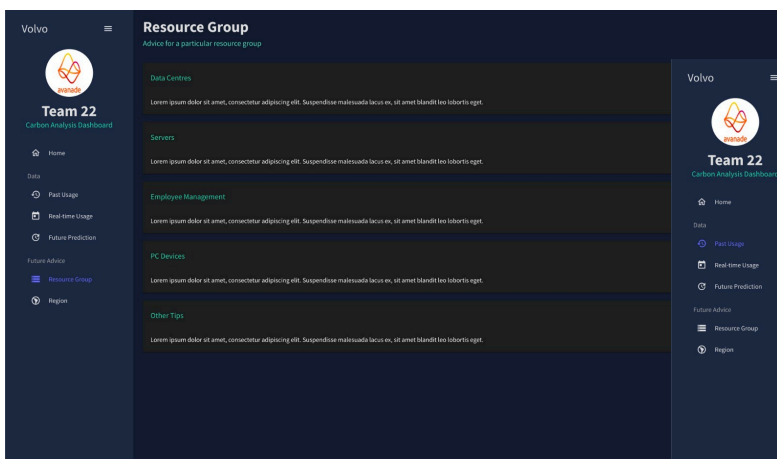 Volvo
avanade
Team 22
Carbon Analysis Dashboard
Home
Data
Past Usage
Real-time Usage
Future Prediction
Future Advice
Resource Group
Region
Resource Group
Advice for a particular resource group
Data Centres
Lorem ipsum dolor sit amet, consectetur adipiscing elit. Suspendisse malesuada lacus ex, sit amet blandit leo lobortis eget.
Servers
Lorem ipsum dolor sit amet, consectetur adipiscing elit. Suspendisse malesuada lacus ex, sit amet blandit leo lobortis eget.
Employee Management
Lorem ipsum dolor sit amet, consectetur adipiscing elit. Suspendisse malesuada lacus ex, sit amet blandit leo lobortis eget.
PC Devices
Lorem ipsum dolor sit amet, consectetur adipiscing elit. Suspendisse malesuada lacus ex, sit amet blandit leo lobortis eget.
Other Tips
Lorem ipsum dolor sit amet, consectetur adipiscing elit. Suspendisse malesuada lacus ex, sit amet blandit leo lobortis eget.
Volvo
avanade
Team 22
Carbon Analysis Dashboard
Home
Data
Past Usage
Real-time Usage
Future Prediction
Future Advice
Resource Group
Region